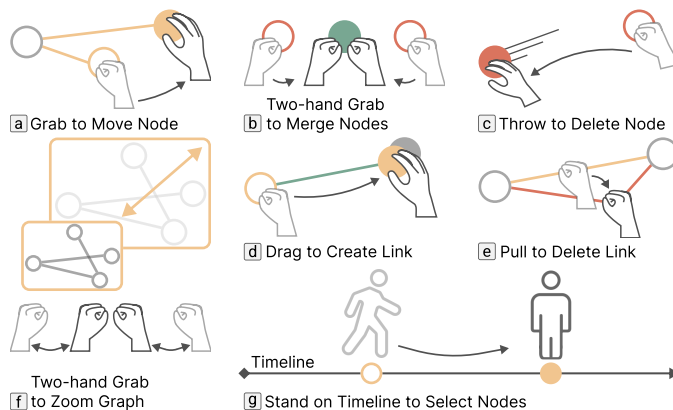 a Grab to Move Node
Two-hand Grab
b to Merge Nodes
c Throw to Delete Node
d Drag to Create Link
e Pull to Delete Link
Two-hand Grab
f to Zoom Graph
Timeline
g Stand on Timeline to Select Nodes